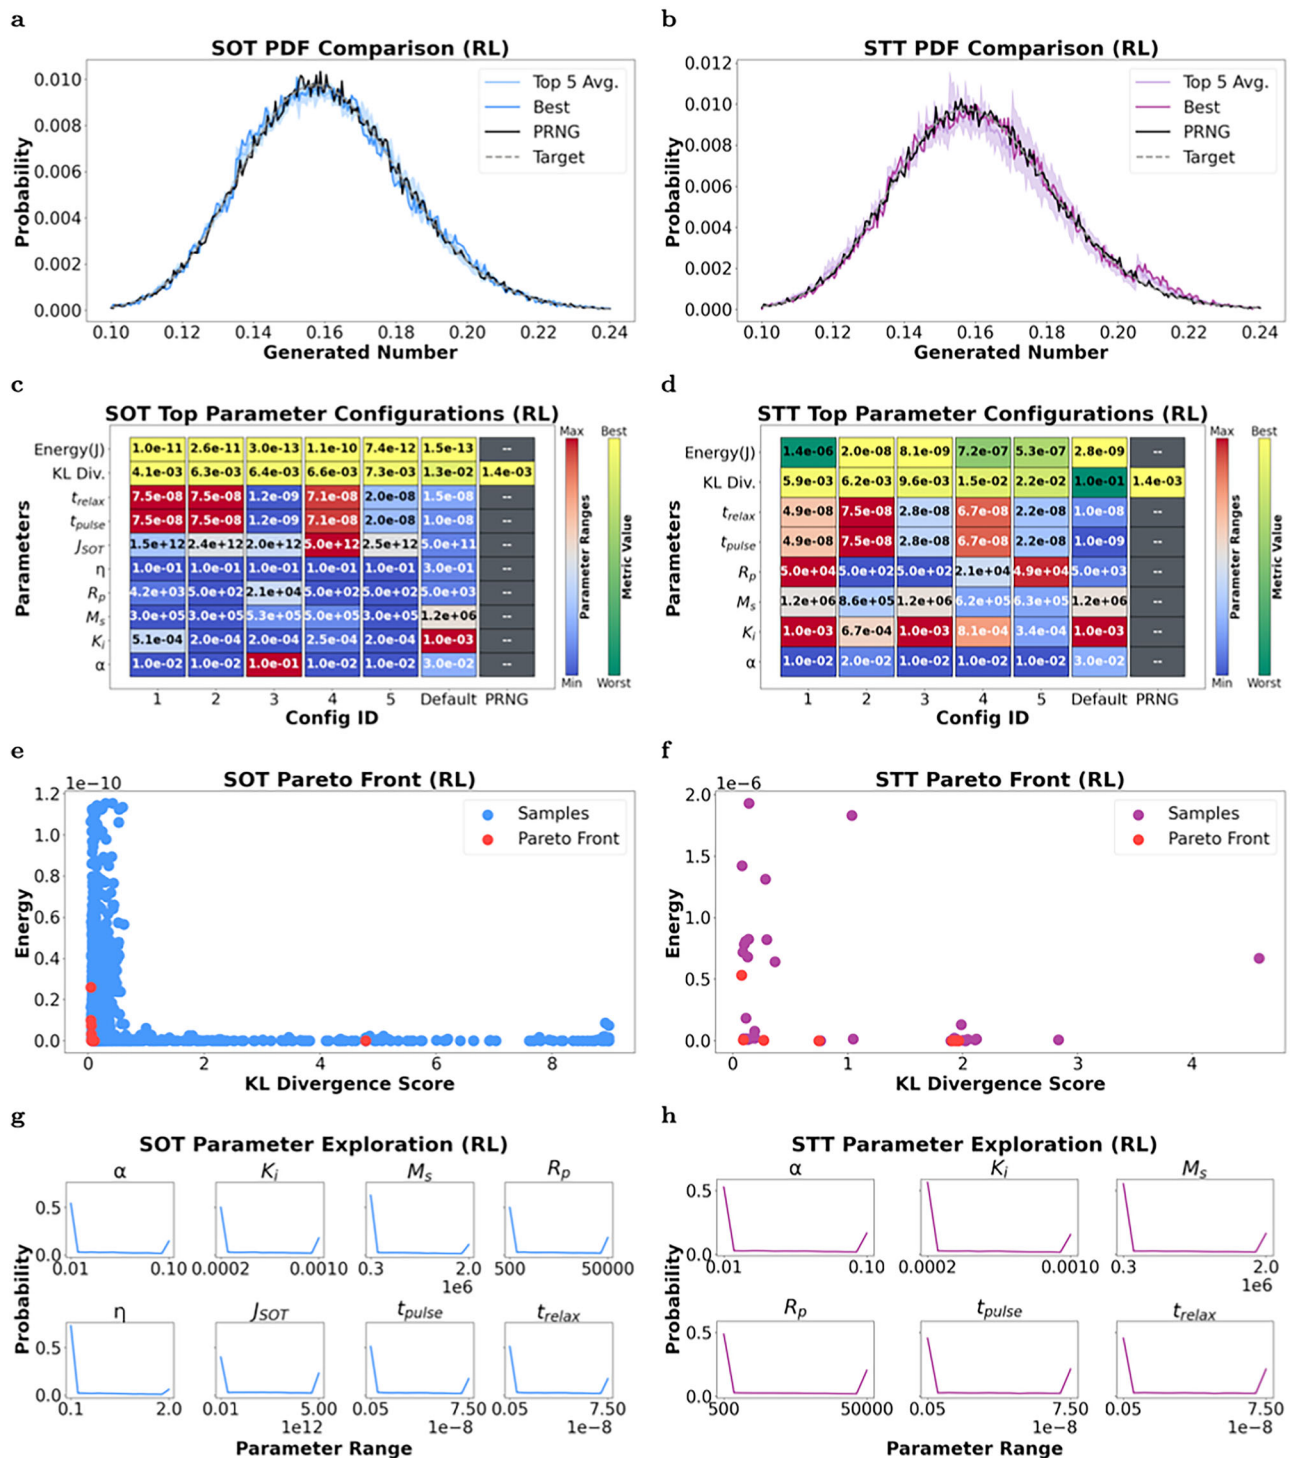 a
SOT PDF Comparison (RL)
0.010
0.008
0.006
0.004
0.002
0.000
Probability
Top 5 Avg.
Best
PRNG
Target
0.10 0.12 0.14 0.16 0.18 0.20 0.22 0.24
Generated Number
b
STT PDF Comparison (RL)
0.012
0.010
0.008
0.006
0.004
0.002
0.000
Probability
Top 5 Avg.
Best
PRNG
Target
0.10 0.12 0.14 0.16 0.18 0.20 0.22 0.24
Generated Number
c
SOT Top Parameter Configurations (RL)
Parameters
Energy(J) 1.0e-11 2.6e-11 3.0e-13 1.1e-10 7.4e-12 1.5e-13 --
KL Div. 4.1e-03 6.3e-03 6.4e-03 6.6e-03 7.3e-03 1.3e-02 1.4e-03
t_relax 7.5e-08 7.5e-08 1.2e-09 7.1e-08 2.0e-08 1.5e-08 --
t_pulse 7.5e-08 7.5e-08 1.2e-09 7.1e-08 2.0e-08 1.0e-08 --
J_SOT 1.5e+12 2.4e+12 2.0e+12 5.0e+12 2.5e+12 5.0e+11 --
η 1.0e-01 1.0e-01 1.0e-01 1.0e-01 1.0e-01 3.0e-01 --
R_p 4.2e+03 5.0e+02 2.1e+04 5.0e+02 5.0e+02 5.0e+03 --
M_s 3.0e+05 3.0e+05 5.3e+05 5.0e+05 3.0e+05 1.2e+06 --
K_i 5.1e-04 2.0e-04 2.0e-04 2.5e-04 2.0e-04 1.0e-03 --
α 1.0e-02 1.0e-02 1.0e-01 1.0e-02 1.0e-02 3.0e-02 --
1 2 3 4 5 Default PRNG
Config ID
Max
Parameter Ranges
Min
Best
Metric Value
Worst
d
STT Top Parameter Configurations (RL)
Parameters
Energy(J) 1.4e-06 2.0e-08 8.1e-09 7.2e-07 5.3e-07 2.8e-09 --
KL Div. 5.9e-03 6.2e-03 9.6e-03 1.5e-02 2.2e-02 1.0e-01 1.4e-03
t_relax 4.9e-08 7.5e-08 2.8e-08 6.7e-08 2.2e-08 1.0e-08 --
t_pulse 4.9e-08 7.5e-08 2.8e-08 6.7e-08 2.2e-08 1.0e-09 --
R_p 5.0e+04 5.0e+02 5.0e+02 2.1e+04 4.9e+04 5.0e+03 --
M_s 1.2e+06 8.6e+05 1.2e+06 6.2e+05 6.3e+05 1.2e+06 --
K_i 1.0e-03 6.7e-04 1.0e-03 8.1e-04 3.4e-04 1.0e-03 --
α 1.0e-02 2.0e-02 1.0e-02 1.0e-02 1.0e-02 3.0e-02 --
1 2 3 4 5 Default PRNG
Config ID
Max
Parameter Ranges
Min
Best
Metric Value
Worst
e
SOT Pareto Front (RL)
1e−10
1.2
1.0
0.8
0.6
0.4
0.2
0.0
Energy
Samples
Pareto Front
0 2 4 6 8
KL Divergence Score
f
STT Pareto Front (RL)
1e−6
2.0
1.5
1.0
0.5
0.0
Energy
Samples
Pareto Front
0 1 2 3 4
KL Divergence Score
g
SOT Parameter Exploration (RL)
α K_i M_s R_p
0.5
0.0
0.01 0.10 0.0002 0.0010 0.3 2.0 500 50000
1e6
Probability
η J_SOT t_pulse t_relax
0.5
0.0
0.1 2.0 0.01 5.00 0.05 7.50 0.05 7.50
1e12 1e−8 1e−8
Parameter Range
h
STT Parameter Exploration (RL)
α K_i M_s
0.5
0.0
0.01 0.10 0.0002 0.0010 0.3 2.0
1e6
Probability
R_p t_pulse t_relax
0.5
0.0
500 50000 0.05 7.50 0.05 7.50
1e−8 1e−8
Parameter Range